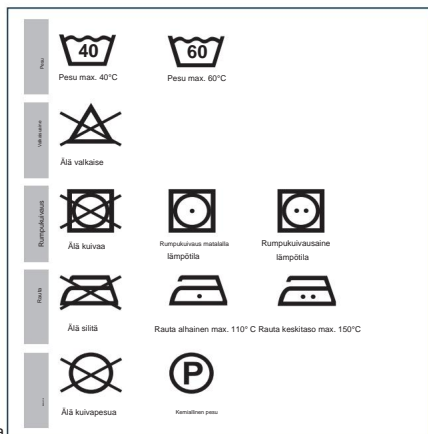 Pesu
40
60
Pesu max. 40°C
Pesu max. 60°C
Älä valkaise
Rumpukuivaus
Älä kuivaa
Rumpukuivaus matalalla
lämpötila
Rumpukuivausaine
lämpötila
Rauta
Älä silitä
Rauta alhainen max. 110° C Rauta keskitaso max. 150°C
P
Älä kuivapesua
Kemiallinen pesu
a